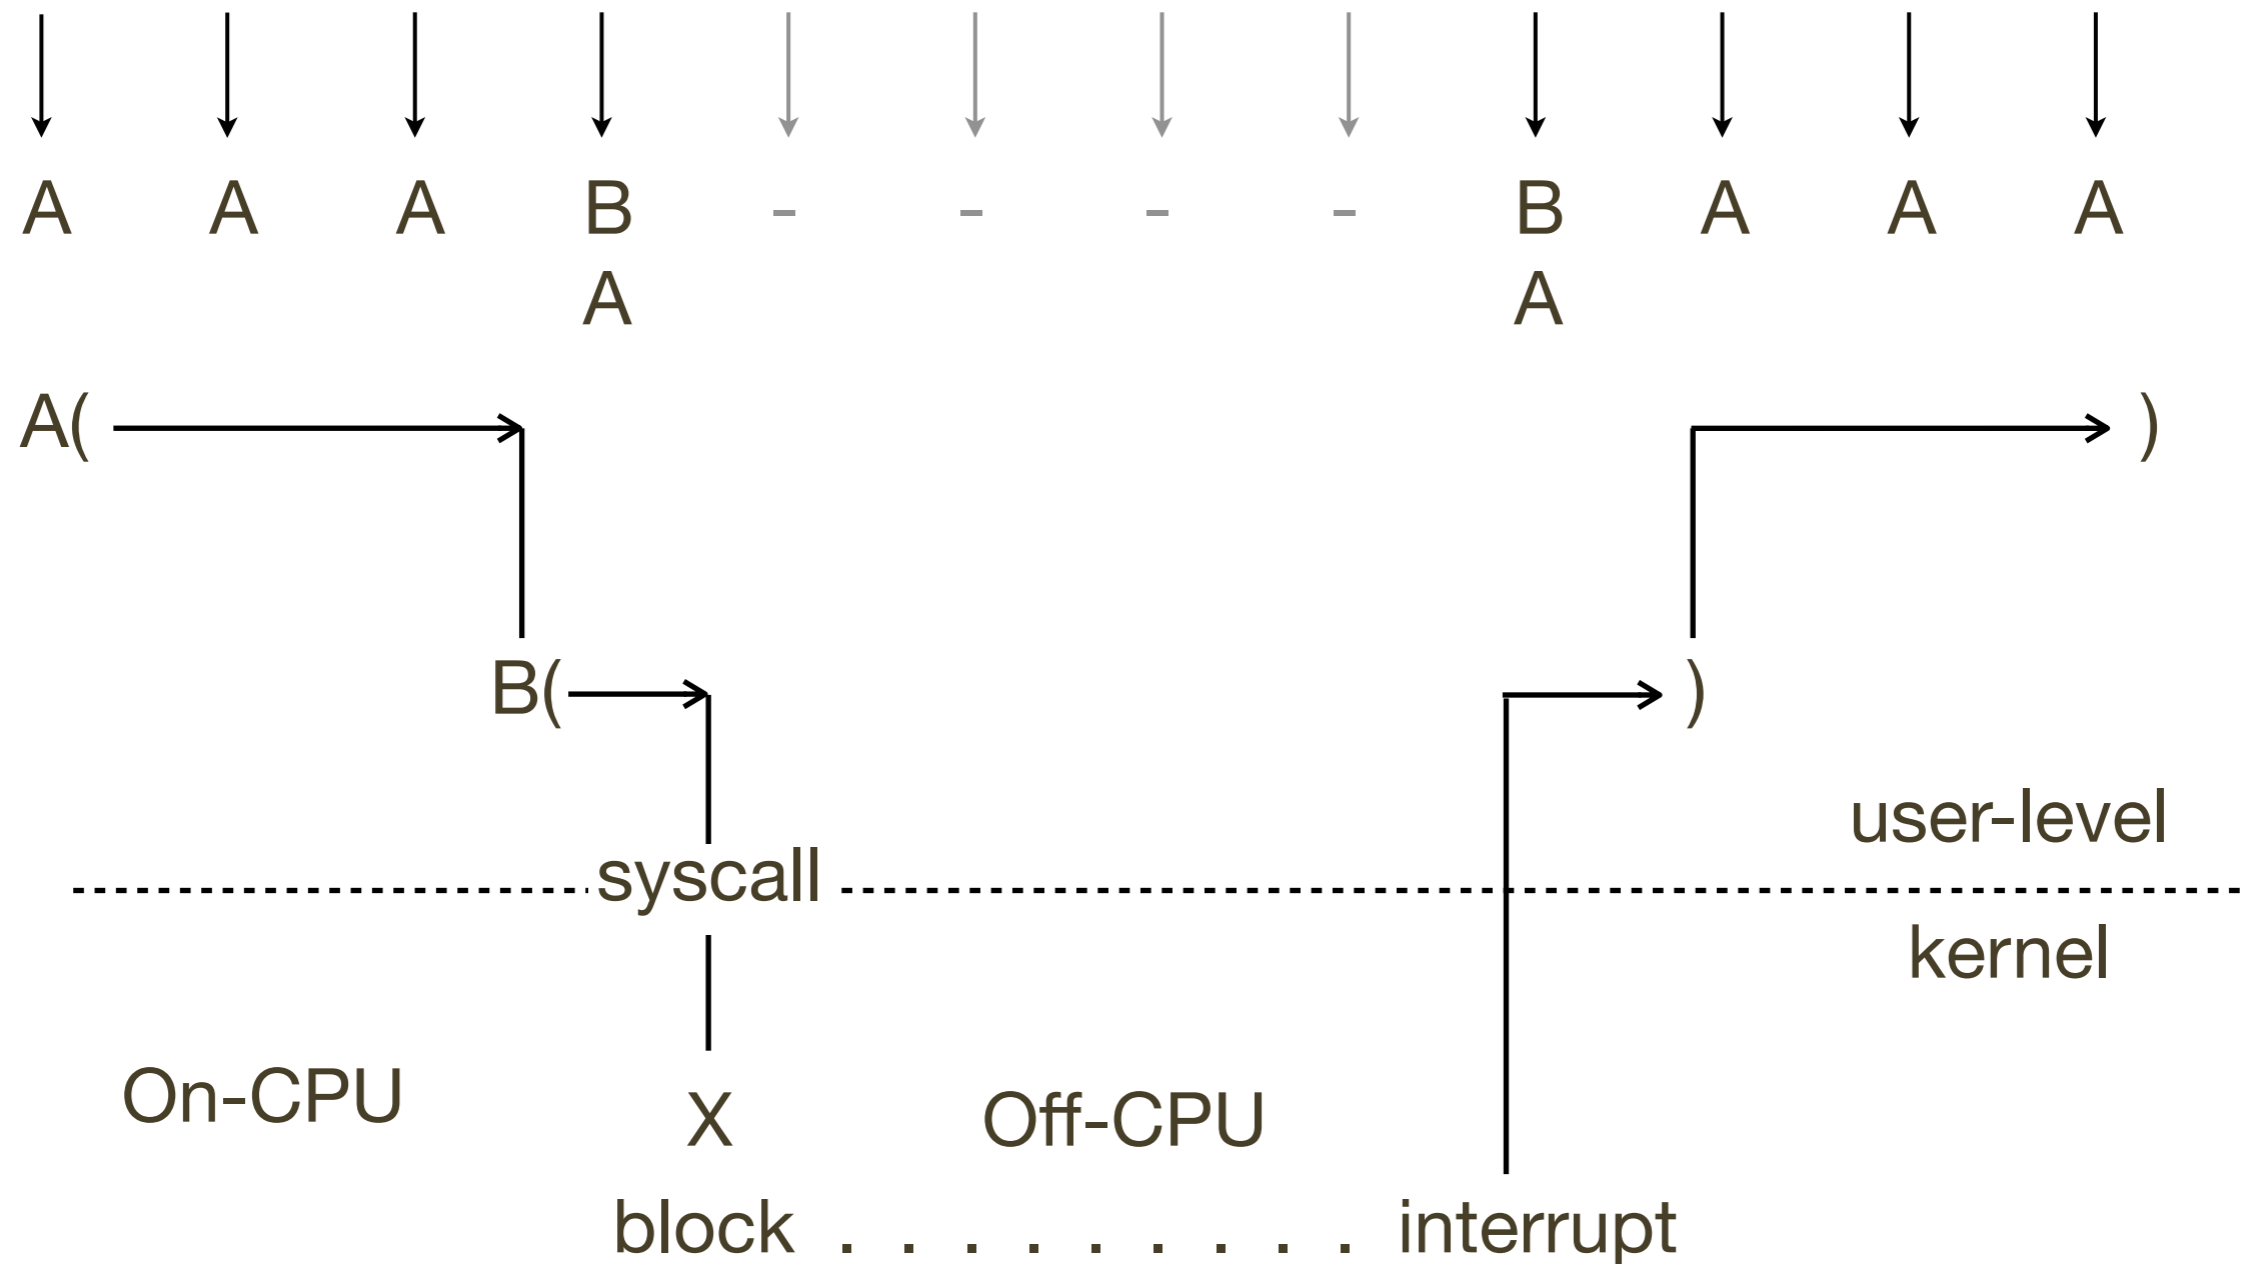 A A A B - - - - B A A A
A A
A( )
B( )
user-level
syscall
kernel
On-CPU
X Off-CPU
block . . . . . . . . . interrupt